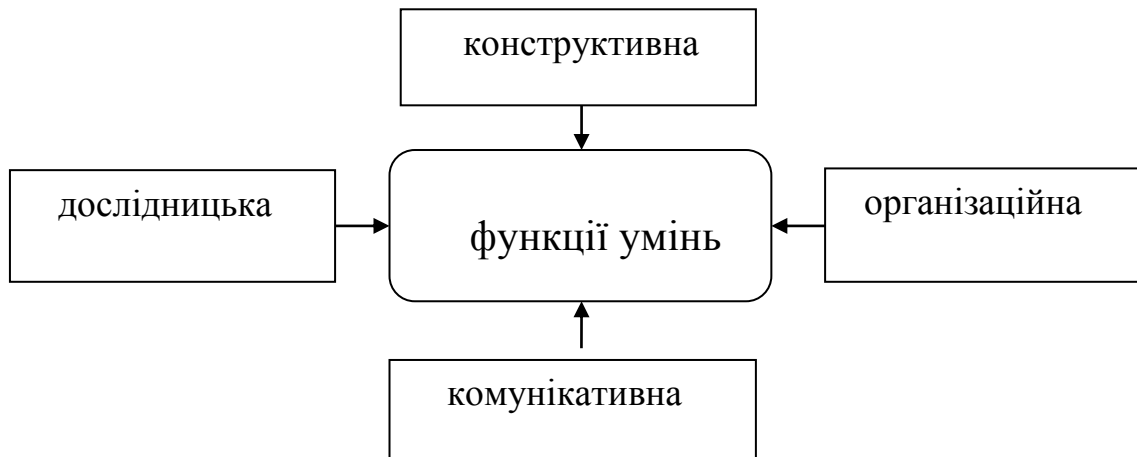 конструктивна
дослідницька
функції умінь
організаційна
комунікативна